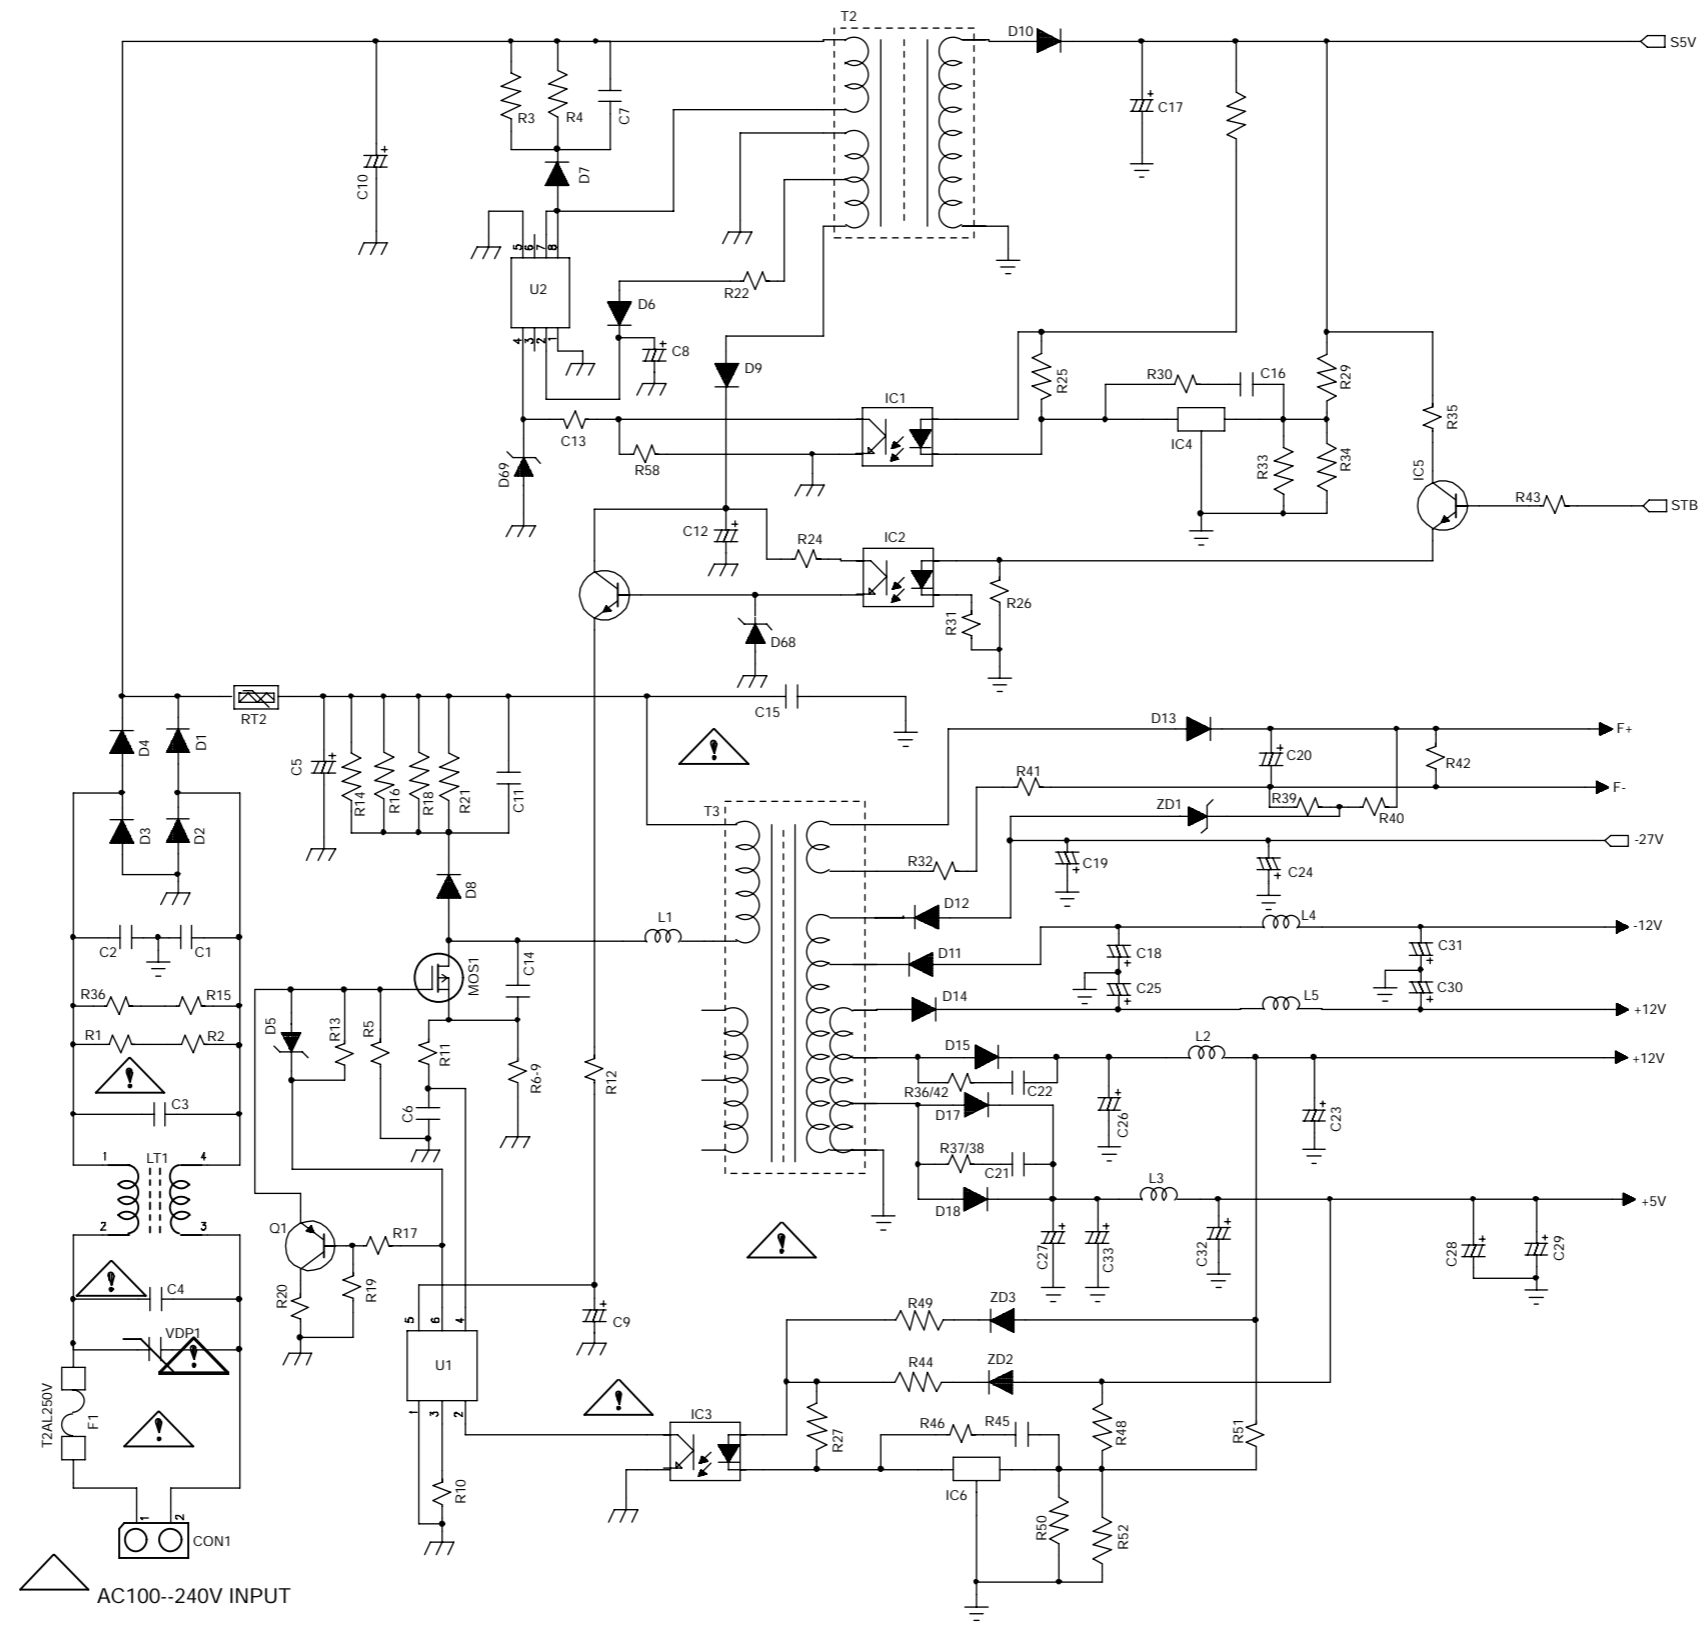 T2
D10
S5V
R3
R4
C7
C17
C10
D7
5
6
7
8
U2
R22
D6
C8
4
3
2
1
D9
R25
R30
C16
R29
IC1
C13
R58
D69
IC4
R33
R34
R35
IC5
R43
STB
C12
R24
IC2
R31
R26
D68
RT2
C15
D4
D1
C5
R14
R16
R18
R21
C11
D3
D2
D13
F+
C20
R42
R41
F-
T3
ZD1
R39
R40
R32
C19
C24
-27V
D8
D12
L4
-12V
L1
C2
C1
MOS1
C14
D11
C18
C31
R36
R15
D14
C25
L5
C30
+12V
R1
R2
D5
R13
R5
R11
R6-9
R12
D15
L2
+12V
R36/42
C22
C3
C6
D17
C26
C23
1
LT1
4
R37/38
C21
L3
2
3
D18
+5V
Q1
R17
C27
C33
C32
C28
C29
C4
R20
R19
5
6
4
C9
R49
ZD3
VDP1
U1
R44
ZD2
T2AL250V
F1
1
3
2
IC3
R27
R46
R45
R48
R51
IC6
R10
R50
R52
1
2
CON1
AC100--240V INPUT